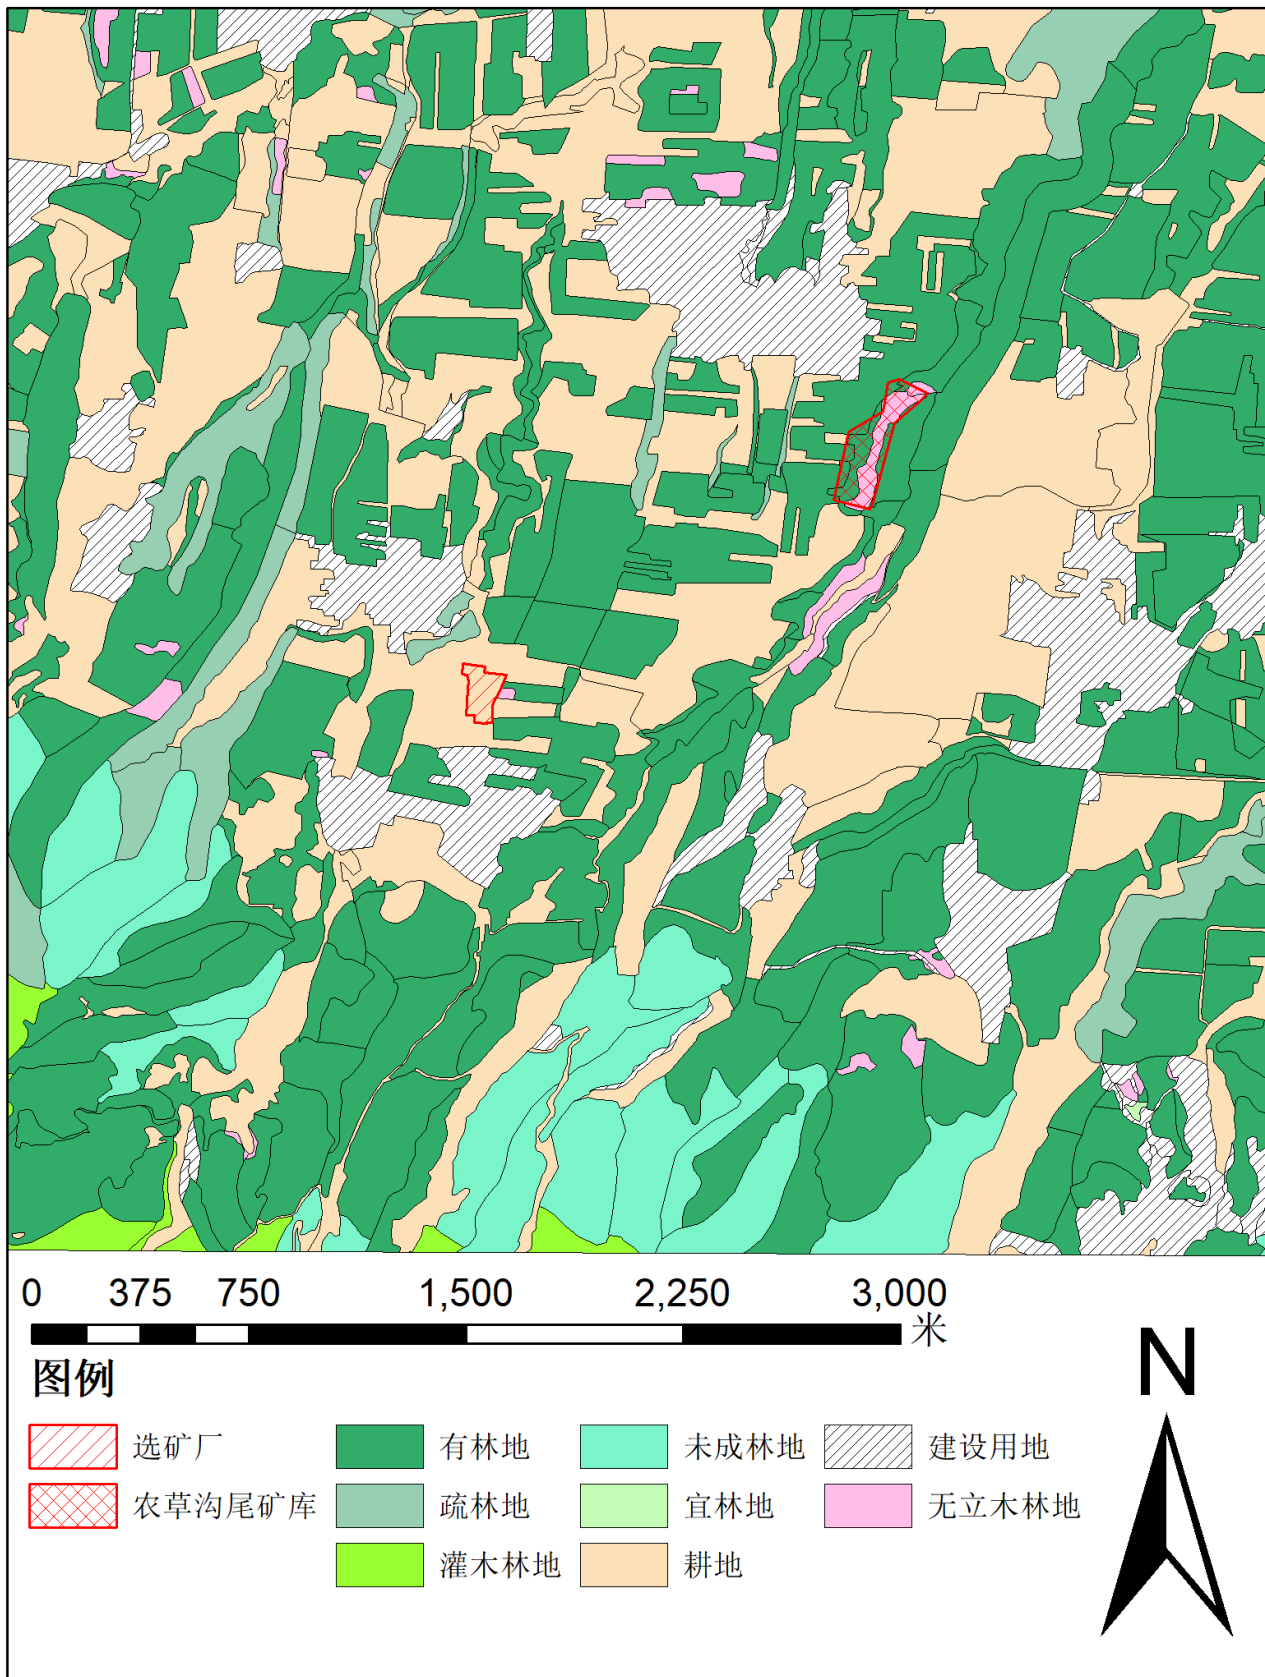 0 375 750 1,500 2,250 3,000
米
N
图例
选矿厂 有林地 未成林地 建设用地
农草沟尾矿库 疏林地 宜林地 无立木林地
灌木林地 耕地